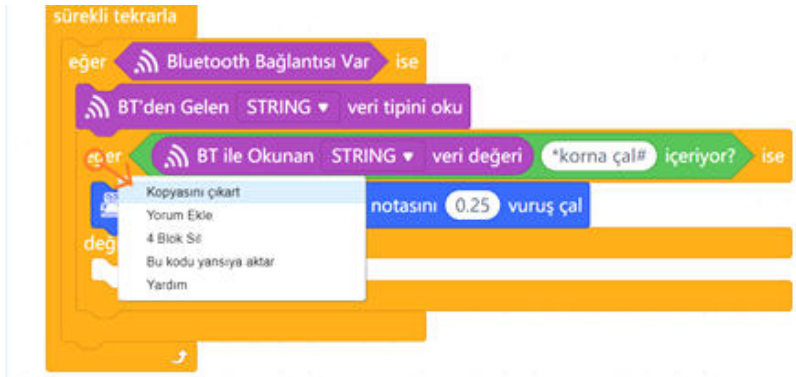 sürekli tekrarla
eğer Bluetooth Bağlantısı Var ise
BT'den Gelen STRING veri tipini oku
eğer BT ile Okunan STRING veri değeri *korna çal# içeriyor? ise
Kopyasını çıkart
Yorum Ekle
notasını 0.25 vuruş çal
4 Blok Sil
değ
Bu kodu yansıya aktar
Yardım